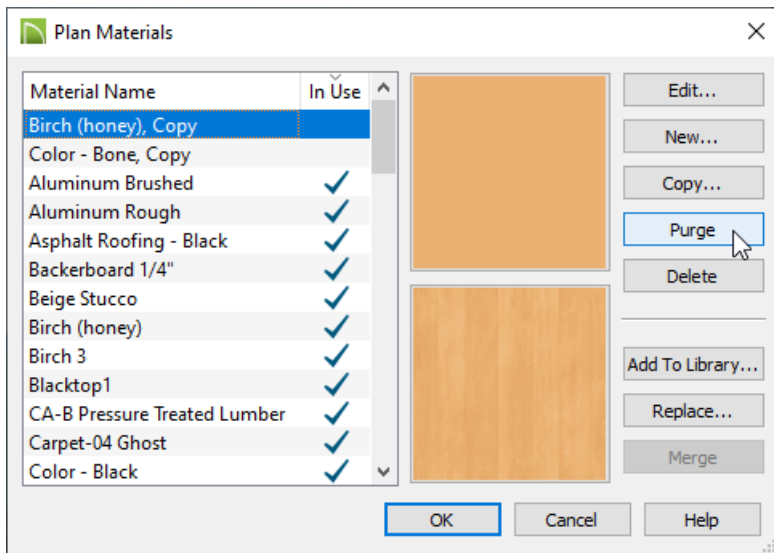 Plan Materials
Material Name In Use
Birch (honey), Copy
Color - Bone, Copy
Aluminum Brushed
Aluminum Rough
Asphalt Roofing - Black
Backerboard 1/4"
Beige Stucco
Birch (honey)
Birch 3
Blacktop1
CA-B Pressure Treated Lumber
Carpet-04 Ghost
Color - Black
Edit...
New...
Copy...
Purge
Delete
Add To Library...
Replace...
Merge
OK Cancel Help